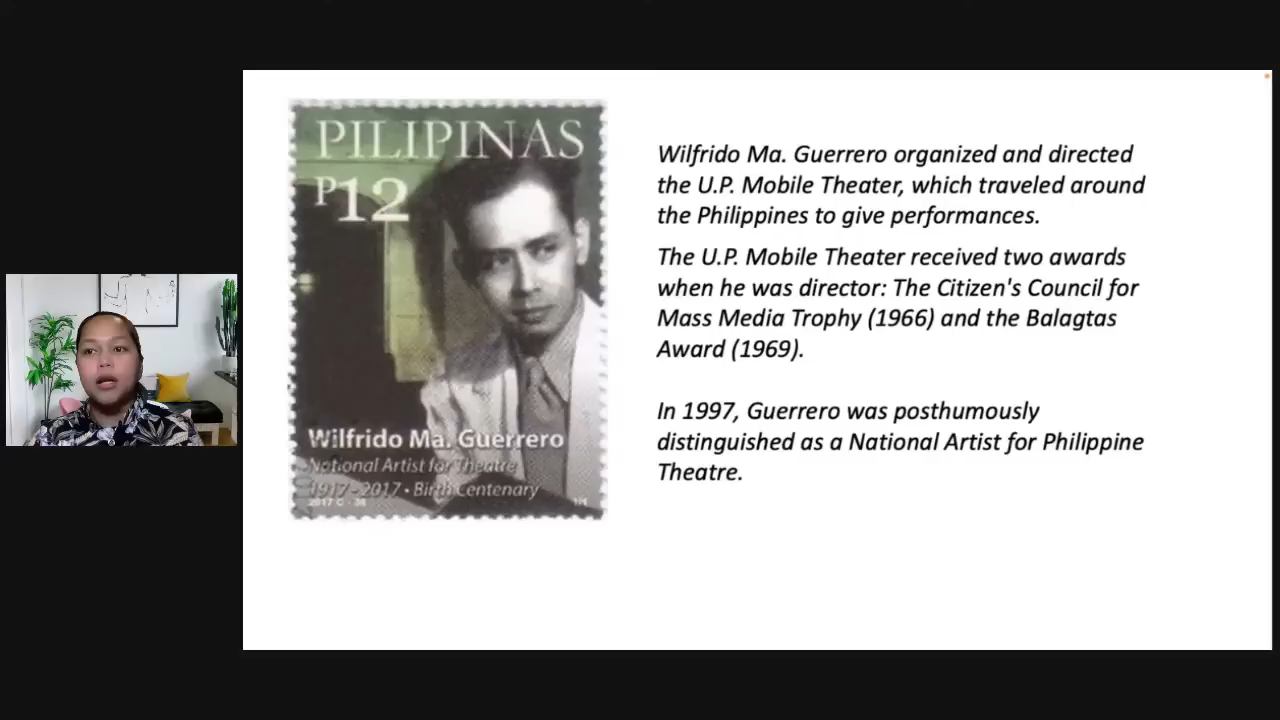 PILIPINAS
P12
Wilfrido Ma. Guerrero
National Artist for Theatre
1917 - 2017 • Birth Centenary
Wilfrido Ma. Guerrero organized and directed
the U.P. Mobile Theater, which traveled around
the Philippines to give performances.
The U.P. Mobile Theater received two awards
when he was director: The Citizen's Council for
Mass Media Trophy (1966) and the Balagtas
Award (1969).
In 1997, Guerrero was posthumously
distinguished as a National Artist for Philippine
Theatre.